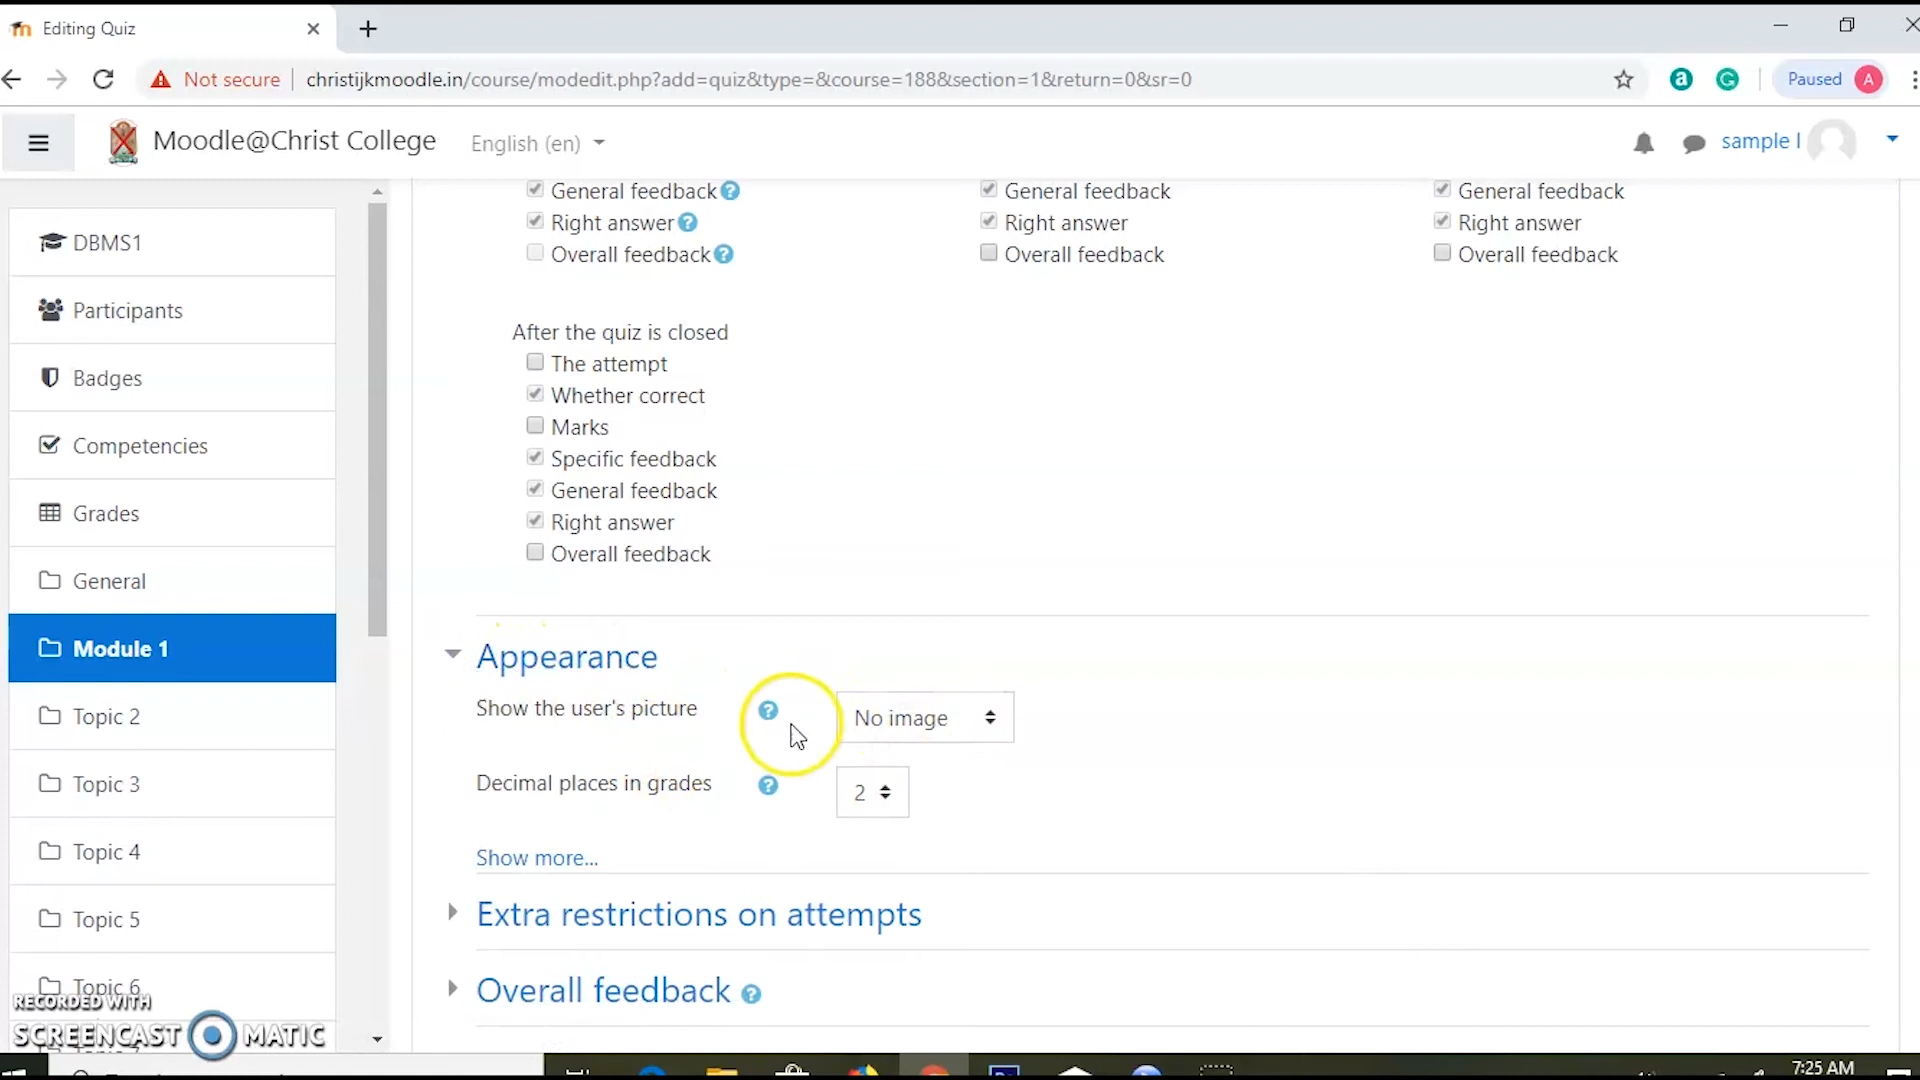 Editing Quiz
Not secure
christijkmoodle.in/course/modedit.php?add=quiz&type=&course=188&section=1&return=0&sr=0
a
G
Paused
A
Moodle@Christ College
English (en)
sample I
DBMS1
Participants
Badges
Competencies
Grades
General
Module 1
Topic 2
Topic 3
Topic 4
Topic 5
Topic 6
General feedback ?
Right answer ?
Overall feedback ?
General feedback
Right answer
Overall feedback
General feedback
Right answer
Overall feedback
After the quiz is closed
The attempt
Whether correct
Marks
Specific feedback
General feedback
Right answer
Overall feedback
Appearance
Show the user's picture ? No image
Decimal places in grades ? 2
Show more...
Extra restrictions on attempts
Overall feedback ?
RECORDED WITH
SCREENCAST MATIC
7:25 AM